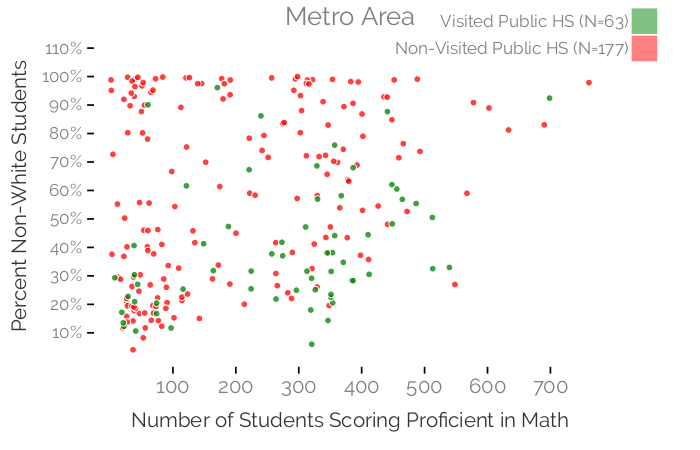 Metro Area
Visited Public HS (N=63)
Non-Visited Public HS (N=177)
Percent Non-White Students
110%
100%
90%
80%
70%
60%
50%
40%
30%
20%
10%
100 200 300 400 500 600 700
Number of Students Scoring Proficient in Math